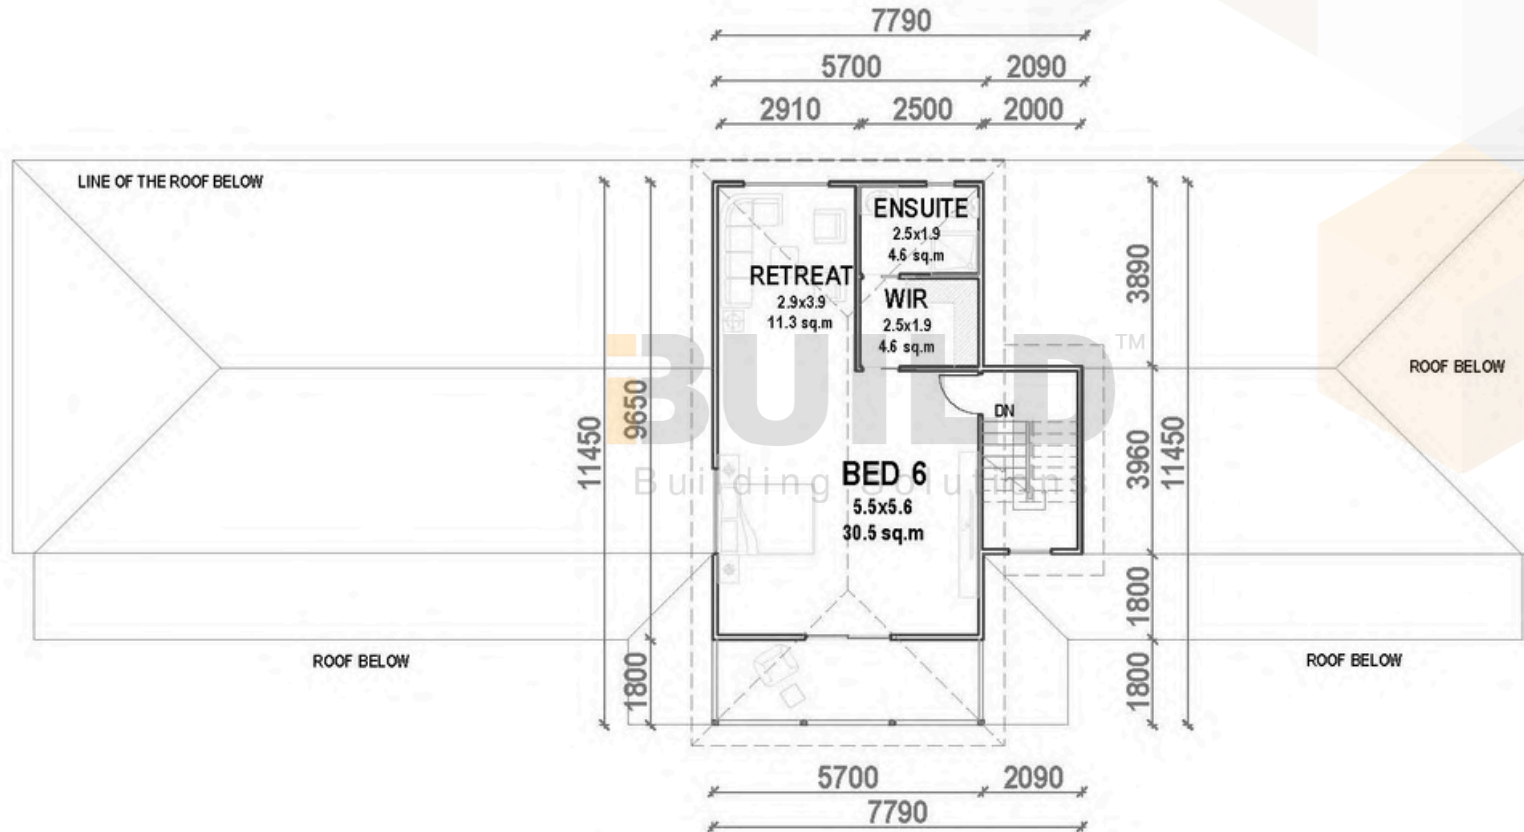 7790
5700 2090
2910 2500 2000
LINE OF THE ROOF BELOW
ENSUITE
2.5x1.9
4.6 sq.m
RETREAT
2.9x3.9
11.3 sq.m
WIR
2.5x1.9
4.6 sq.m
3890
iBUILD™
Building Solutions
ROOF BELOW
DN
11450
9650
3960
11450
BED 6
5.5x5.6
30.5 sq.m
1800
ROOF BELOW
ROOF BELOW
1800
1800
5700 2090
7790